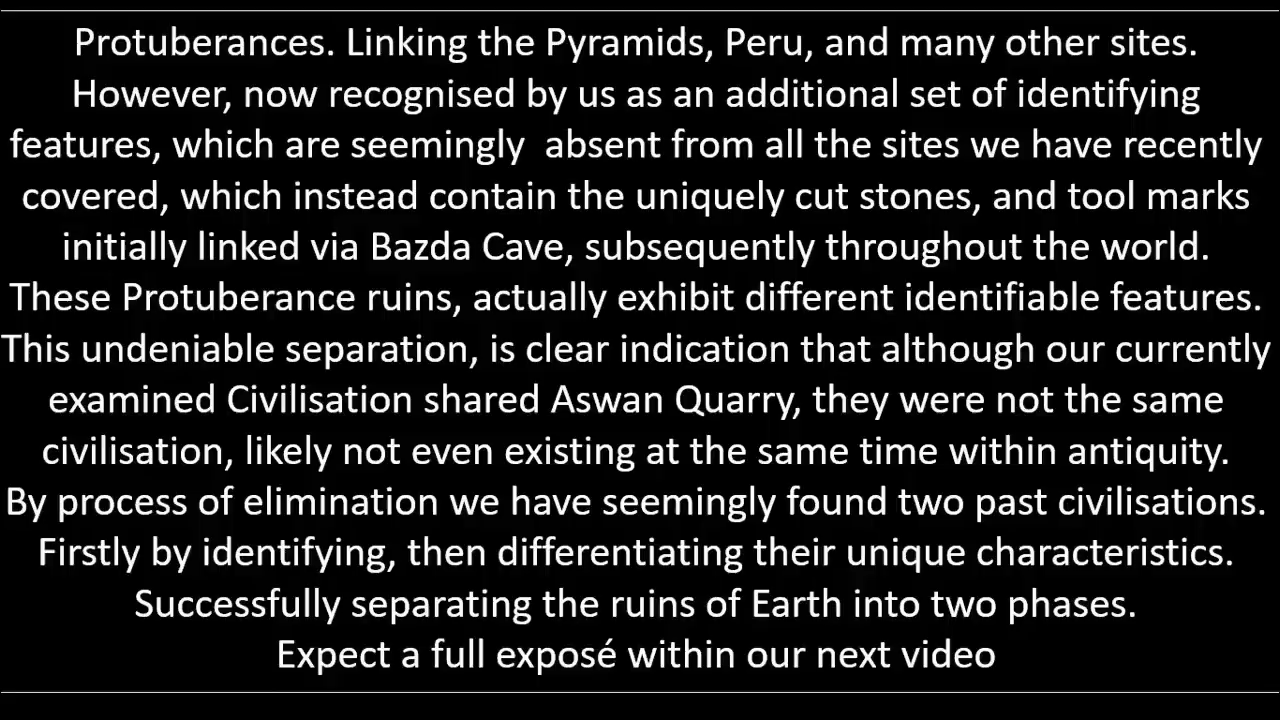 Protuberances. Linking the Pyramids, Peru, and many other sites.
However, now recognised by us as an additional set of identifying
features, which are seemingly  absent from all the sites we have recently
covered, which instead contain the uniquely cut stones, and tool marks
initially linked via Bazda Cave, subsequently throughout the world.
These Protuberance ruins, actually exhibit different identifiable features.
This undeniable separation, is clear indication that although our currently
examined Civilisation shared Aswan Quarry, they were not the same
civilisation, likely not even existing at the same time within antiquity.
By process of elimination we have seemingly found two past civilisations.
Firstly by identifying, then differentiating their unique characteristics.
Successfully separating the ruins of Earth into two phases.
Expect a full exposé within our next video